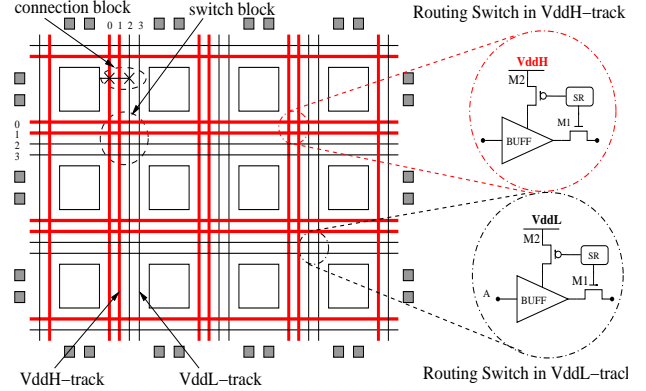 connection block
switch block
Routing Switch in VddH-track
0 1 2 3
0
1
2
3
VddH
M2
SR
M1
BUFF
VddL
M2
SR
M1
A
BUFF
VddH-track
VddL-track
Routing Switch in VddL-tracl